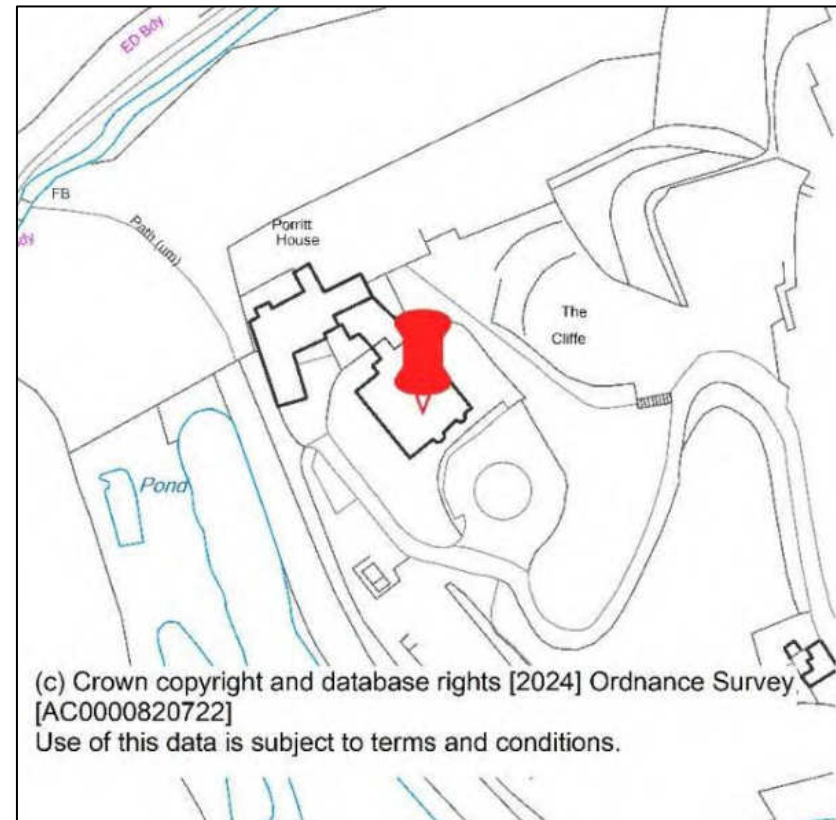 ED Bdy
FB
Path (um)
Porritt
House
The
Cliffe
Pond
(c) Crown copyright and database rights [2024] Ordnance Survey
[AC0000820722]
Use of this data is subject to terms and conditions.